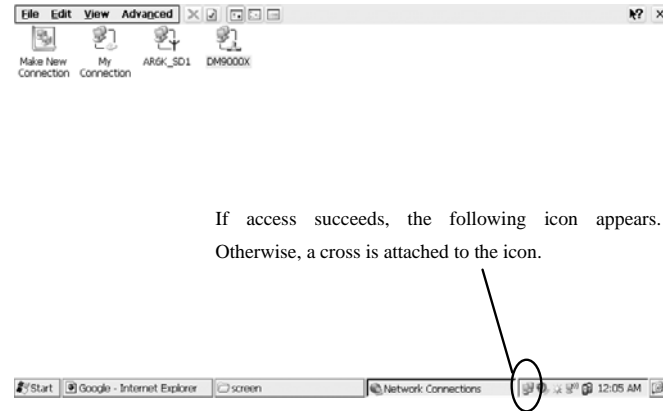 File Edit View Advanced
Make New Connection
My Connection
AR6K_SD1
DM9000X
If access succeeds, the following icon appears.
Otherwise, a cross is attached to the icon.
Start
Google - Internet Explorer
screen
Network Connections
12:05 AM